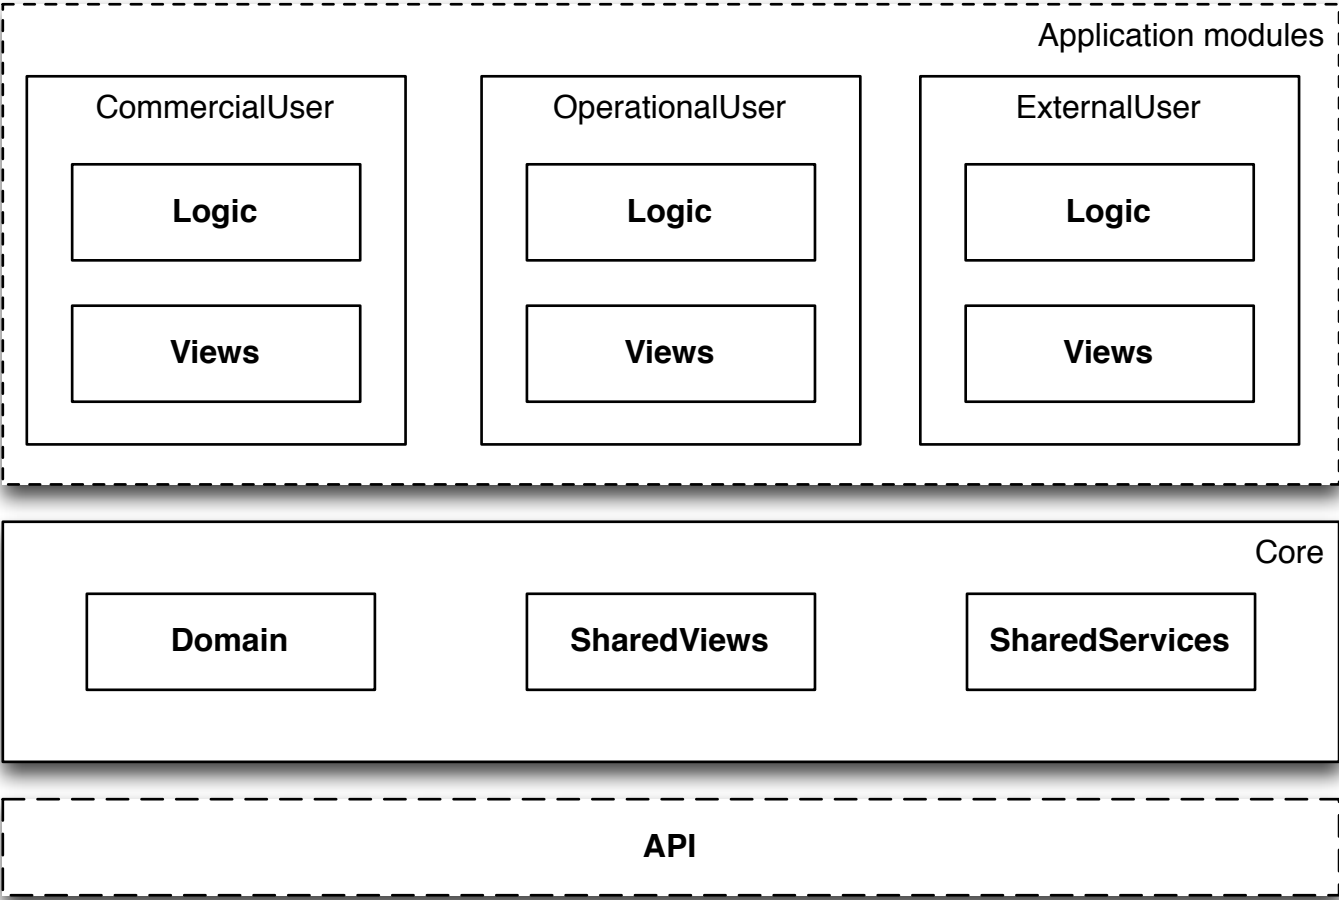 Application modules
CommercialUser
OperationalUser
ExternalUser
Logic
Logic
Logic
Views
Views
Views
Core
Domain
SharedViews
SharedServices
API